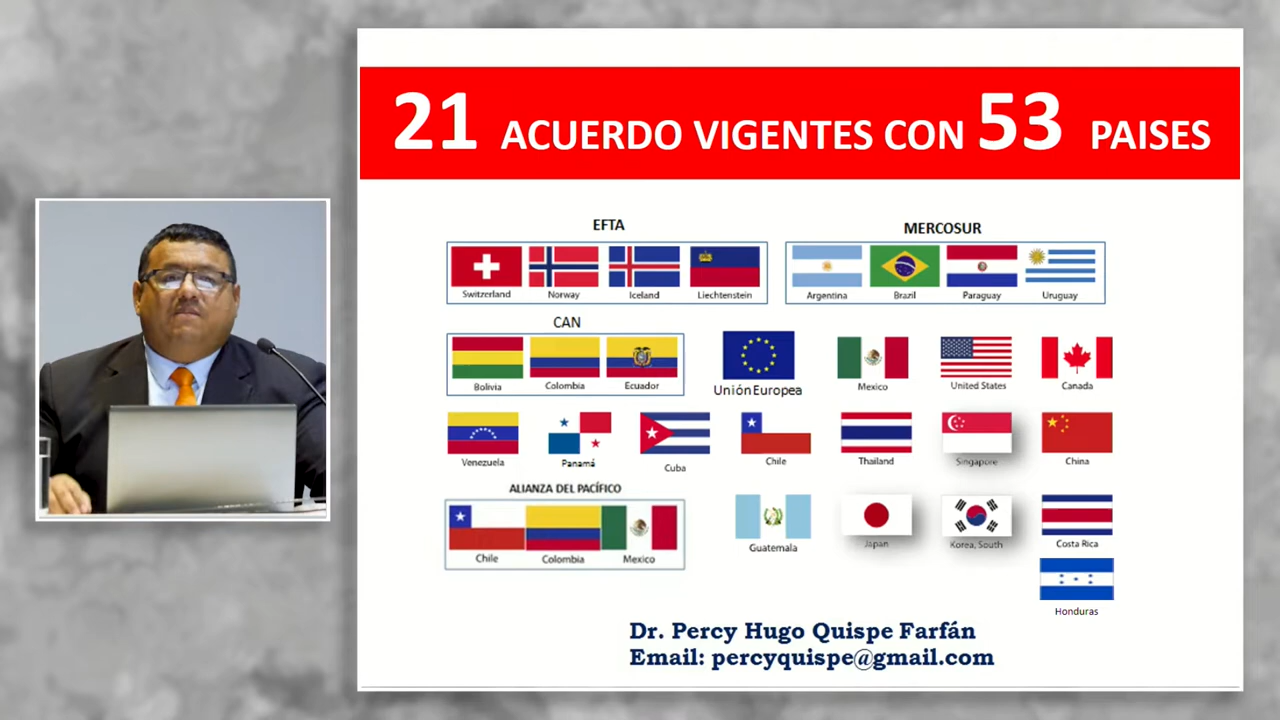 21 ACUERDO VIGENTES CON 53 PAISES
EFTA
MERCOSUR
Switzerland Norway Iceland Liechtenstein
Argentina Brazil Paraguay Uruguay
CAN
Bolivia Colombia Ecuador
Unión Europea
Mexico United States Canada
Venezuela Panamá Cuba Chile Thailand Singapore China
ALIANZA DEL PACÍFICO
Chile Colombia Mexico
Guatemala Japan Korea, South Costa Rica
Honduras
Dr. Percy Hugo Quispe Farfán
Email: percyquispe@gmail.com